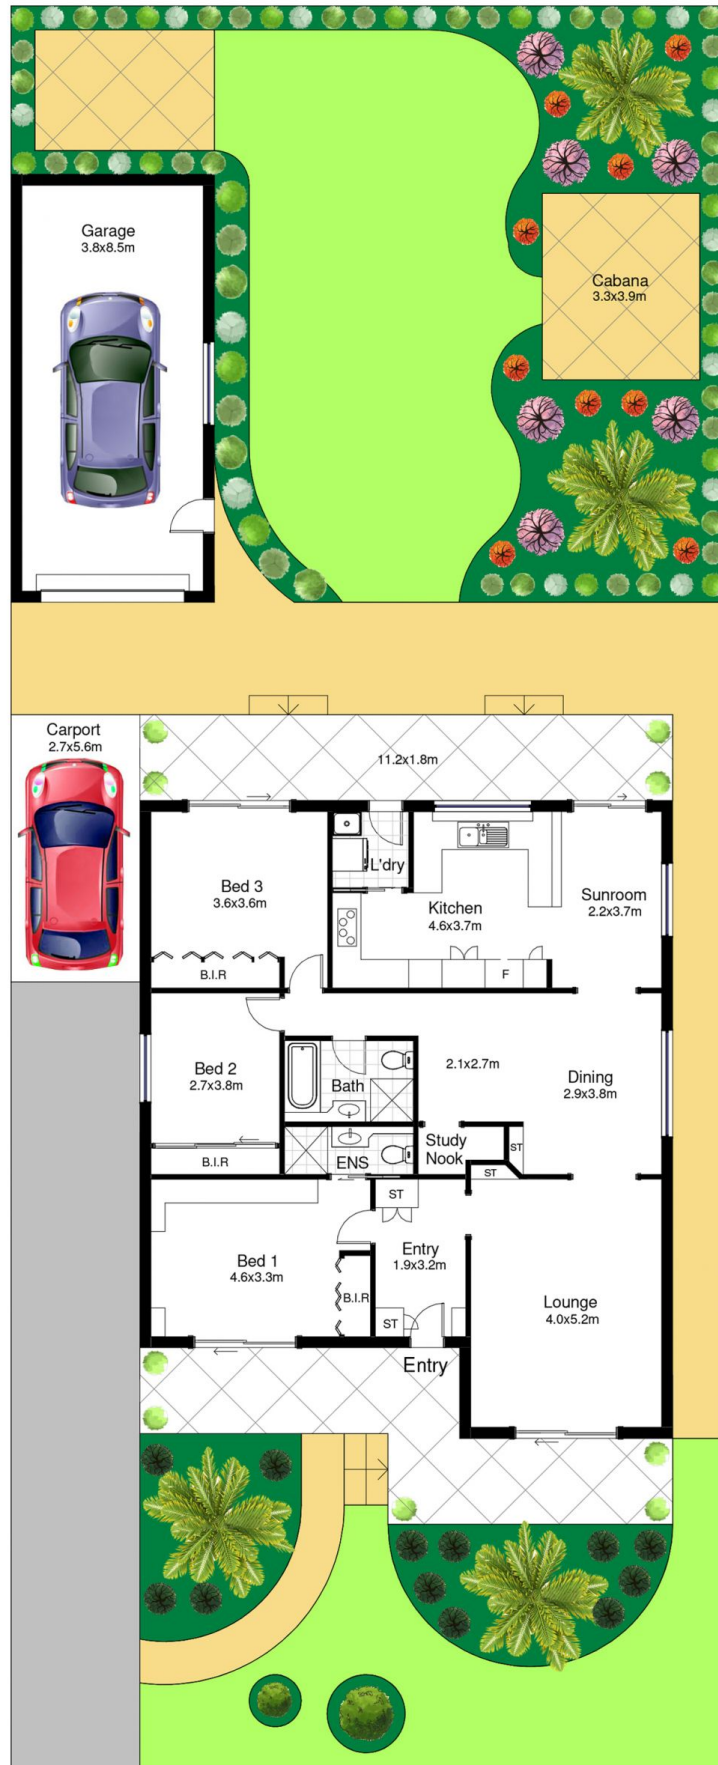 Garage
3.8x8.5m
Cabana
3.3x3.9m
Carport
2.7x5.6m
11.2x1.8m
L'dry
Bed 3
3.6x3.6m
Kitchen
4.6x3.7m
Sunroom
2.2x3.7m
B.I.R
F
Bed 2
2.7x3.8m
Bath
2.1x2.7m
Dining
2.9x3.8m
B.I.R
ENS
Study
Nook
ST
ST
ST
Bed 1
4.6x3.3m
Entry
1.9x3.2m
B.I.R
ST
Lounge
4.0x5.2m
Entry